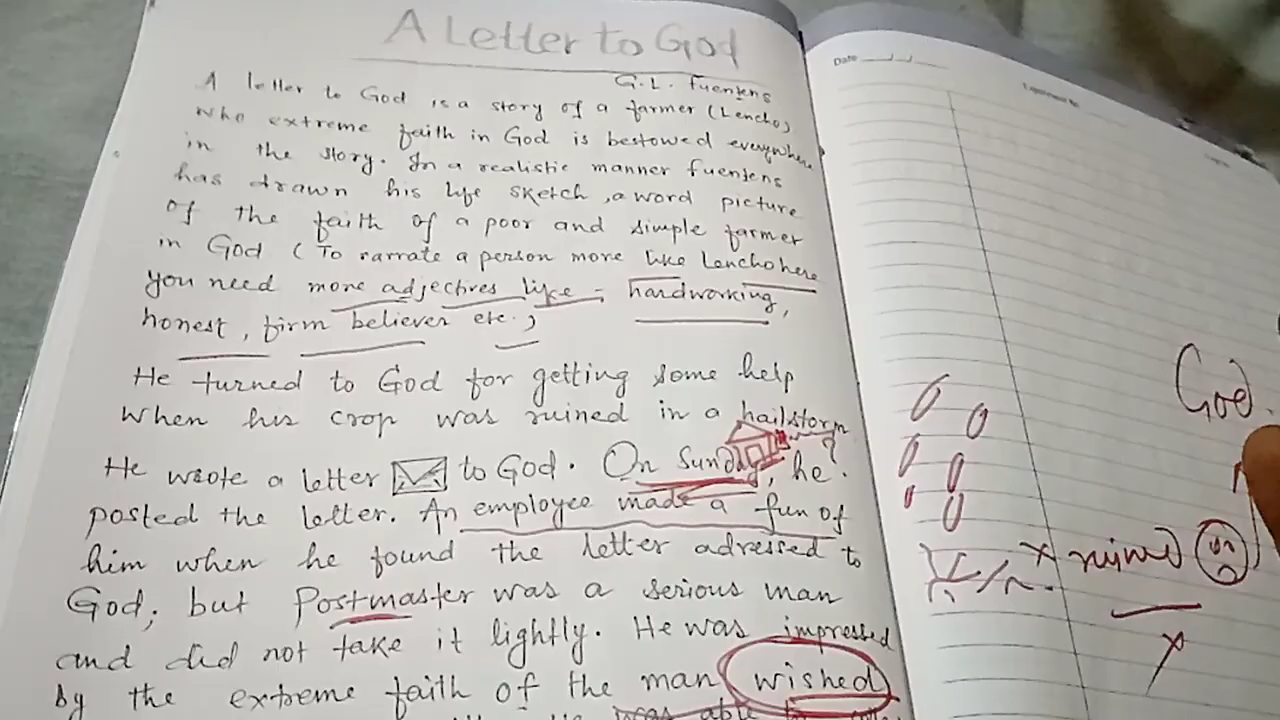 A Letter to God
G.L. Fuentens
A letter to God is a story of a farmer (Lencho)
who extreme faith in God is bestowed everywhere
in the story. In a realistic manner fuentens
has drawn his life sketch, a word picture
of the faith of a poor and simple farmer
in God (To narrate a person more like Lencho here
you need more adjectives like - hardworking,
honest, firm believer etc.)
He turned to God for getting some help
when his crop was ruined in a hailstorm
He wrote a letter to God. On Sunday, he
posted the letter. An employee made a fun of
him when he found the letter adressed to
God; but Postmaster was a serious man
and did not take it lightly. He was impressed
by the extreme faith of the man wished
was able to
Date
God.
ruined